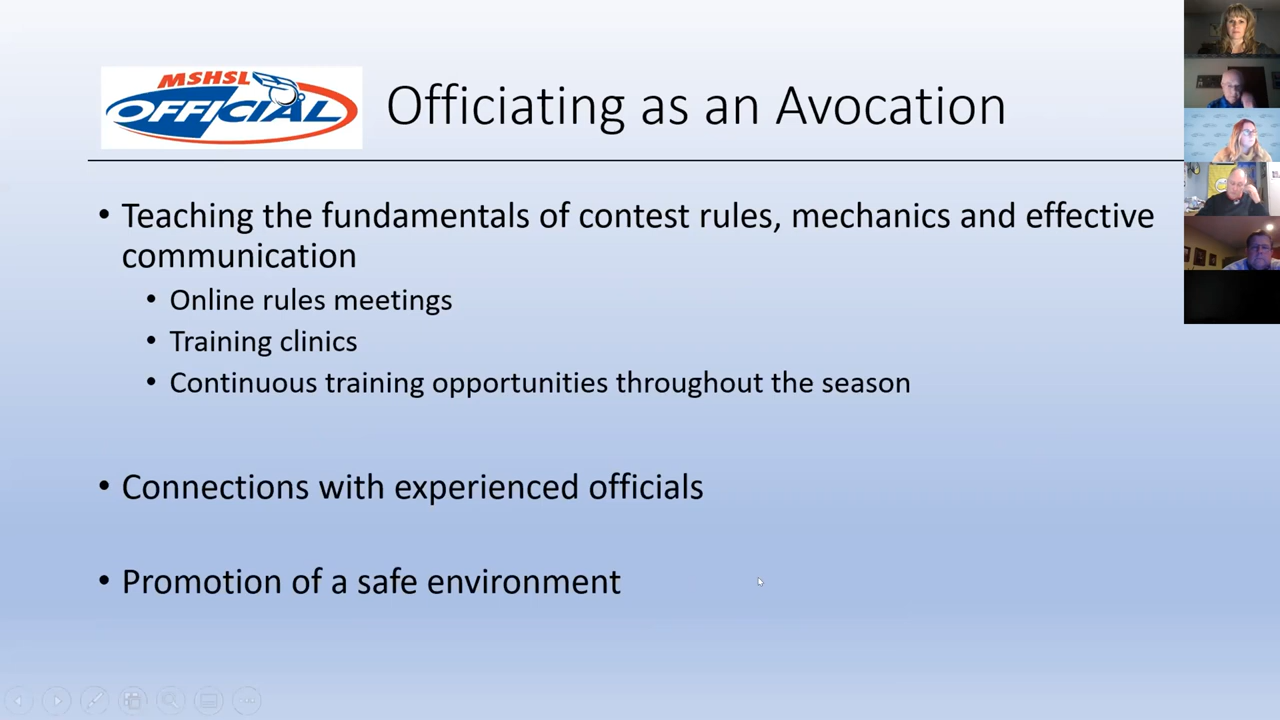 MSHSL
OFFICIAL
Officiating as an Avocation
• Teaching the fundamentals of contest rules, mechanics and effective
communication
• Online rules meetings
• Training clinics
• Continuous training opportunities throughout the season
• Connections with experienced officials
• Promotion of a safe environment